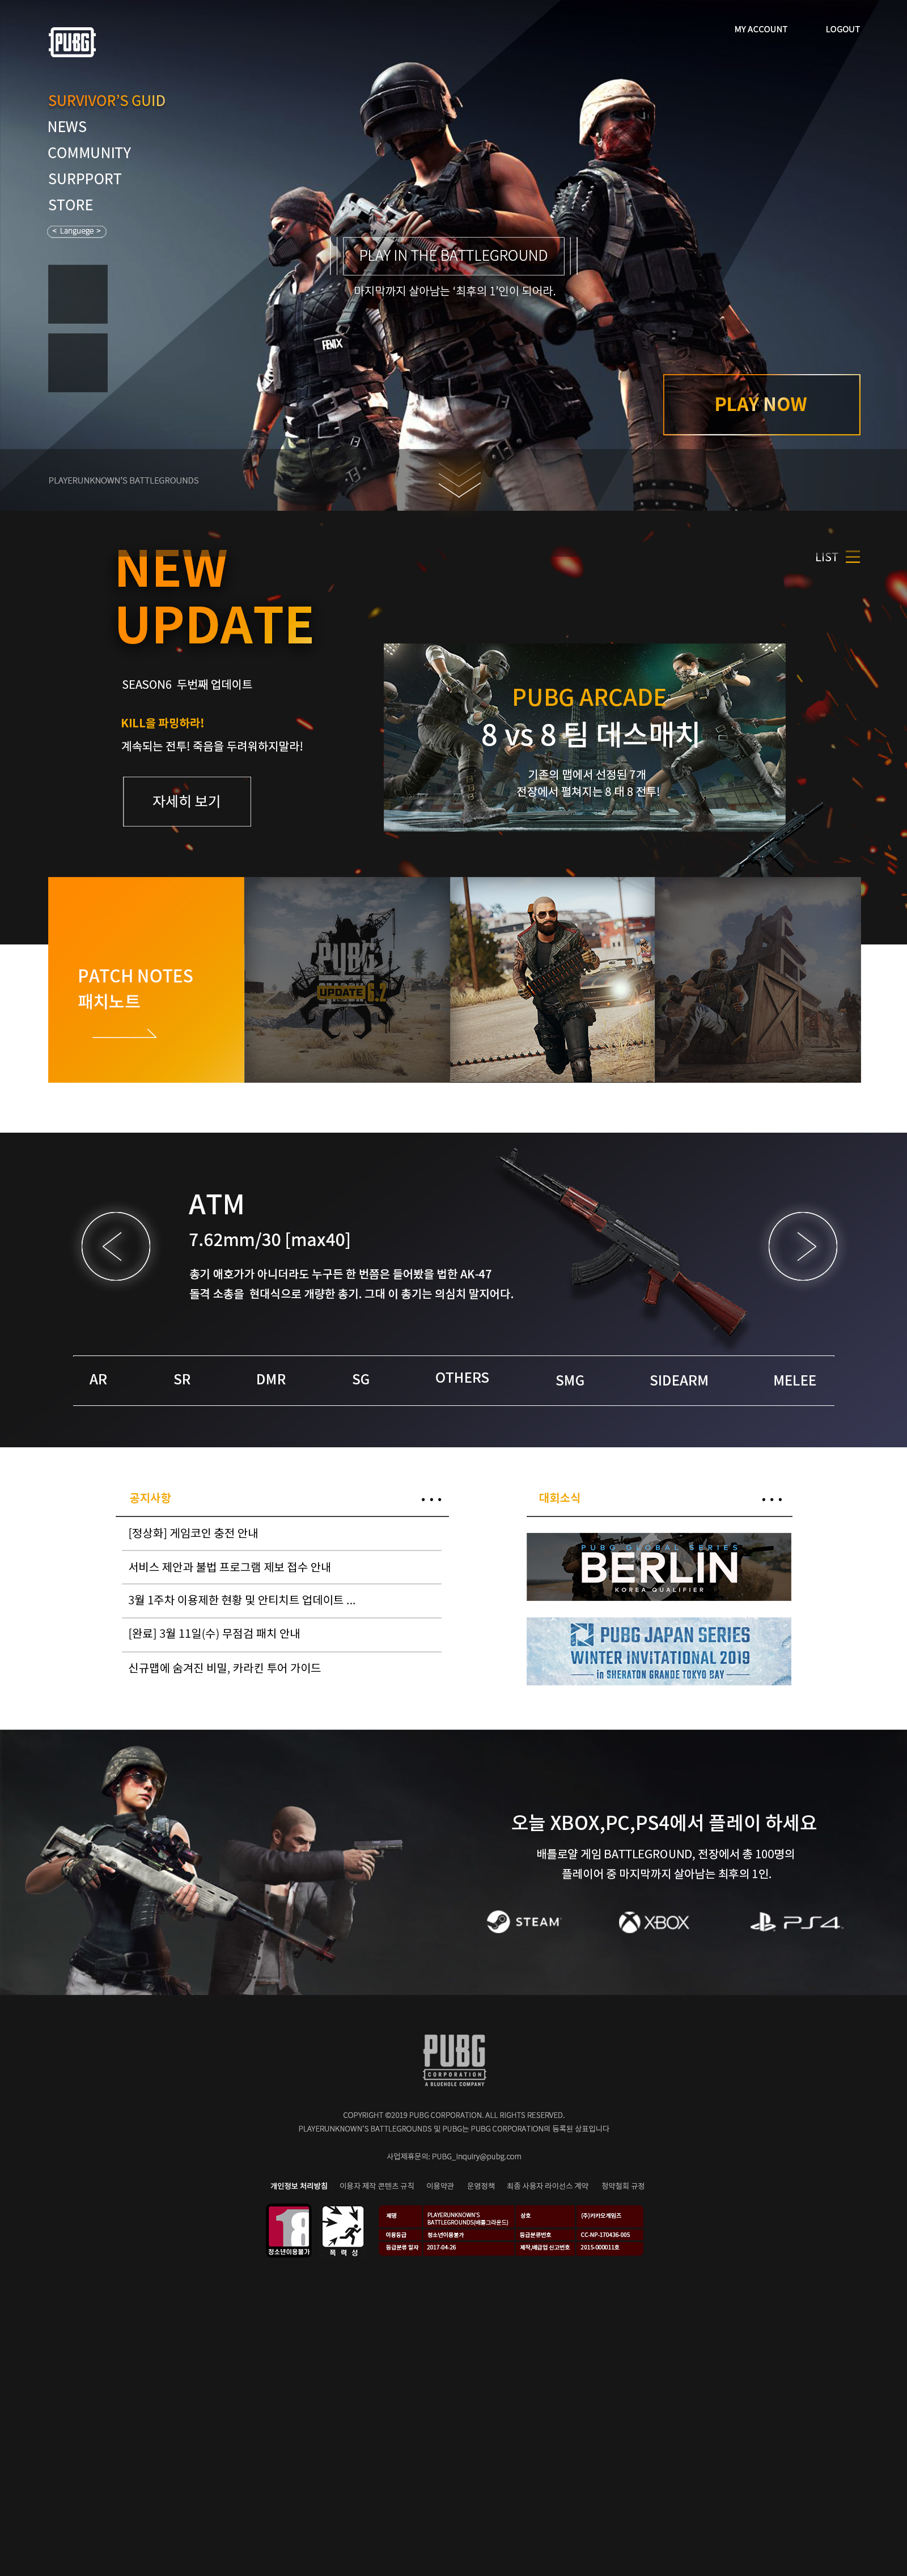 PUBG
MY ACCOUNT
LOGOUT
SURVIVOR'S GUID
NEWS
COMMUNITY
SURPPORT
STORE
< Languege >
PLAY IN THE BATTLEGROUND
마지막까지 살아남는 '최후의 1'인이 되어라.
FENIX
PLAY NOW
PLAYERUNKNOWN'S BATTLEGROUNDS
NEW
UPDATE
LIST
SEASON6 두번째 업데이트
KILL을 파밍하라!
계속되는 전투! 죽음을 두려워하지말라!
자세히 보기
PUBG ARCADE
8 vs 8 팀 데스매치
기존의 맵에서 선정된 7개
전장에서 펼쳐지는 8 대 8 전투!
PATCH NOTES
패치노트
PUBG
UPDATE 6.2
ATM
7.62mm/30 [max40]
총기 애호가가 아니더라도 누구든 한 번쯤은 들어봤을 법한 AK-47
돌격 소총을 현대식으로 개량한 총기. 그대 이 총기는 의심치 말지어다.
AR
SR
DMR
SG
OTHERS
SMG
SIDEARM
MELEE
공지사항
[정상화] 게임코인 충전 안내
서비스 제안과 불법 프로그램 제보 접수 안내
3월 1주차 이용제한 현황 및 안티치트 업데이트 ...
[완료] 3월 11일(수) 무점검 패치 안내
신규맵에 숨겨진 비밀, 카라킨 투어 가이드
대회소식
PUBG GLOBAL SERIES
BERLIN
KOREA QUALIFIER
PUBG JAPAN SERIES
WINTER INVITATIONAL 2019
in SHERATON GRANDE TOKYO BAY
오늘 XBOX,PC,PS4에서 플레이 하세요
배틀로얄 게임 BATTLEGROUND, 전장에서 총 100명의
플레이어 중 마지막까지 살아남는 최후의 1인.
STEAM
XBOX
PS4
PUBG
CORPORATION
A BLUEHOLE COMPANY
COPYRIGHT ©2019 PUBG CORPORATION. ALL RIGHTS RESERVED.
PLAYERUNKNOWN'S BATTLEGROUNDS 및 PUBG는 PUBG CORPORATION의 등록된 상표입니다
사업제휴문의: PUBG_Inquiry@pubg.com
개인정보 처리방침 이용자 제작 콘텐츠 규칙 이용약관 운영정책 최종 사용자 라이선스 계약 청약철회 규정
18
청소년이용불가
폭력성
제명 PLAYERUNKNOWN'S BATTLEGROUNDS(배틀그라운드) 상호 (주)카카오게임즈
이용등급 청소년이용불가 등급분류번호 CC-NP-170436-005
등급분류 일자 2017-04-26 제작,배급업 신고번호 2015-000011호